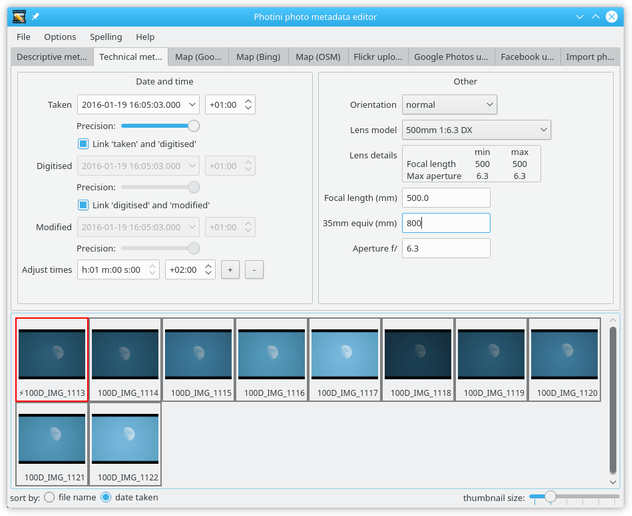 Photini photo metadata editor
File Options Spelling Help
Descriptive met... Technical met... Map (Goo... Map (Bing) Map (OSM) Flickr uplo... Google Photos u... Facebook u... Import ph...
Date and time
Taken 2016-01-19 16:05:03.000 +01:00
Precision:
Link 'taken' and 'digitised'
Digitised 2016-01-19 16:05:03.000 +01:00
Precision:
Link 'digitised' and 'modified'
Modified 2016-01-19 16:05:03.000 +01:00
Precision:
Adjust times h:01 m:00 s:00 +02:00 + -
Other
Orientation normal
Lens model 500mm 1:6.3 DX
Lens details min max
Focal length 500 500
Max aperture 6.3 6.3
Focal length (mm) 500.0
35mm equiv (mm) 800
Aperture f/ 6.3
⚡100D_IMG_1113 100D_IMG_1114 100D_IMG_1115 100D_IMG_1116 100D_IMG_1117 100D_IMG_1118 100D_IMG_1119 100D_IMG_1120
100D_IMG_1121 100D_IMG_1122
sort by: file name date taken thumbnail size: